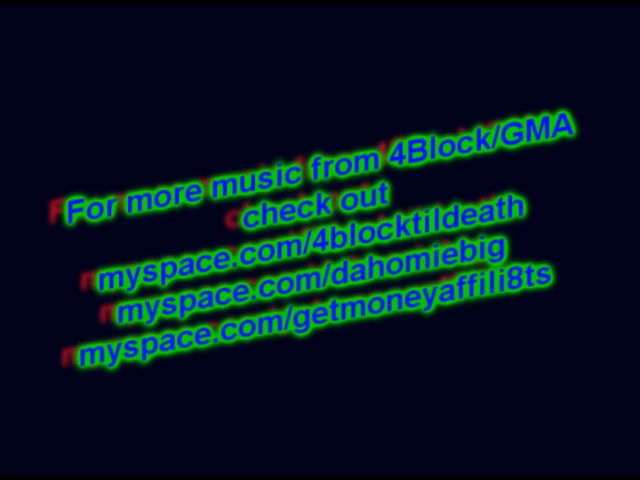 For more music from 4Block/GMA
check out
myspace.com/4blocktildeath
myspace.com/dahomiebig
myspace.com/getmoneyaffili8ts